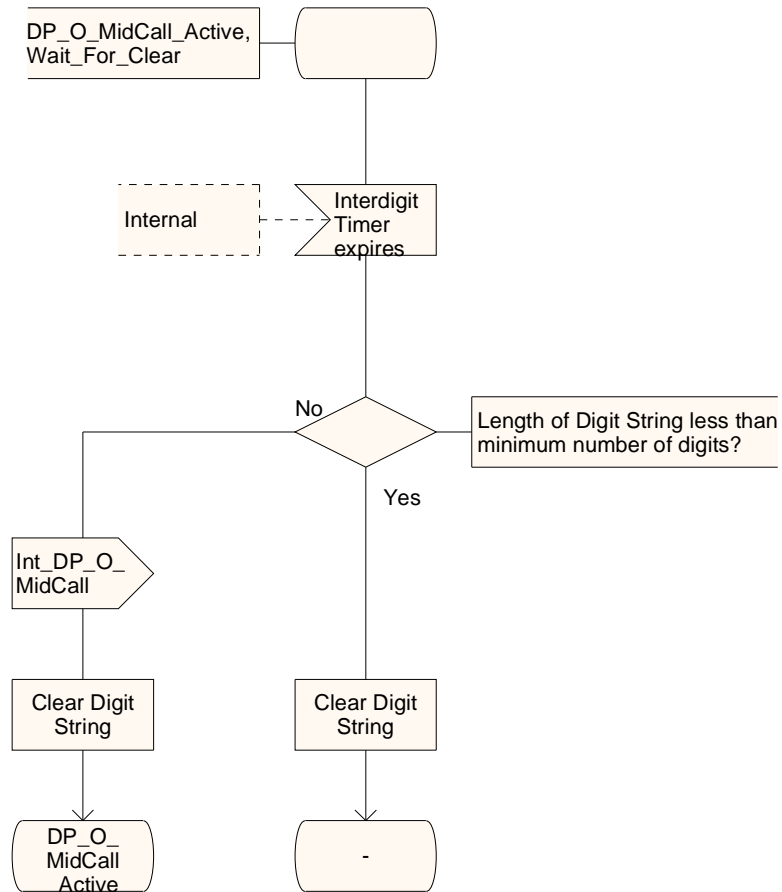 DP_O_MidCall_Active,
Wait_For_Clear
Internal
Interdigit
Timer
expires
No
Length of Digit String less than
minimum number of digits?
Yes
Int_DP_O_
MidCall
Clear Digit
String
Clear Digit
String
DP_O_
MidCall
Active
-